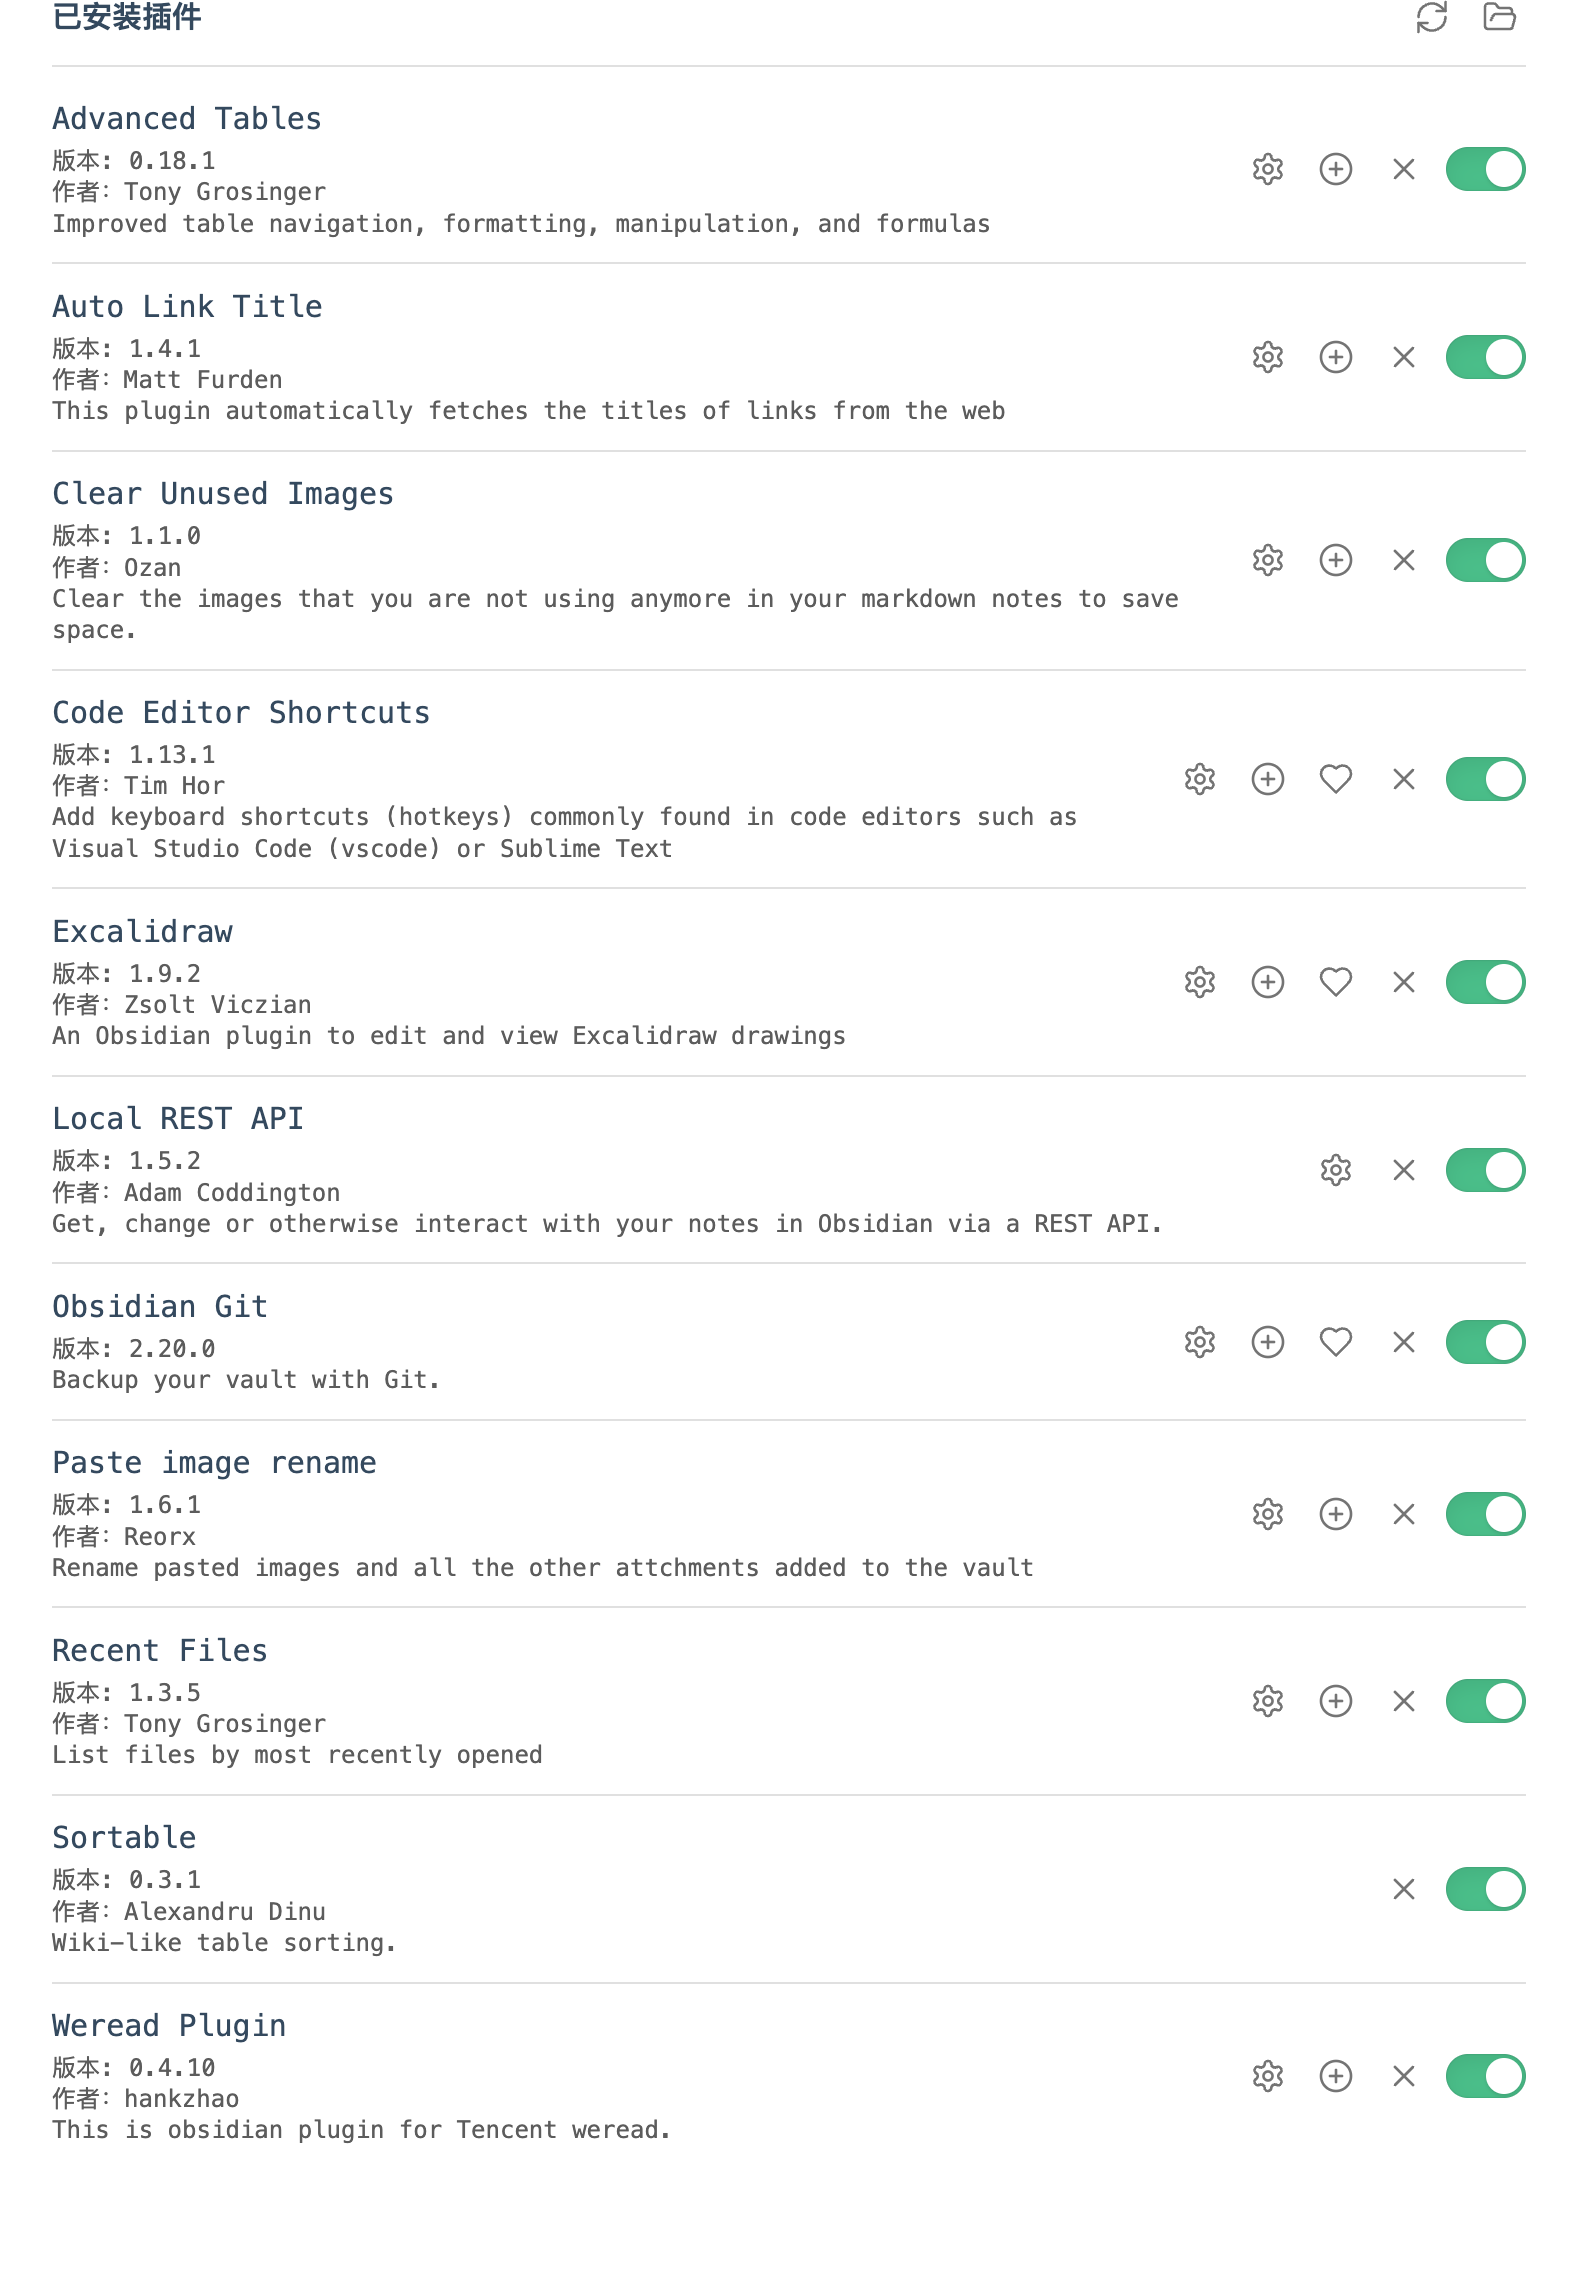 已安装插件
Advanced Tables
版本: 0.18.1
作者: Tony Grosinger
Improved table navigation, formatting, manipulation, and formulas
Auto Link Title
版本: 1.4.1
作者: Matt Furden
This plugin automatically fetches the titles of links from the web
Clear Unused Images
版本: 1.1.0
作者: Ozan
Clear the images that you are not using anymore in your markdown notes to save
space.
Code Editor Shortcuts
版本: 1.13.1
作者: Tim Hor
Add keyboard shortcuts (hotkeys) commonly found in code editors such as
Visual Studio Code (vscode) or Sublime Text
Excalidraw
版本: 1.9.2
作者: Zsolt Viczian
An Obsidian plugin to edit and view Excalidraw drawings
Local REST API
版本: 1.5.2
作者: Adam Coddington
Get, change or otherwise interact with your notes in Obsidian via a REST API.
Obsidian Git
版本: 2.20.0
Backup your vault with Git.
Paste image rename
版本: 1.6.1
作者: Reorx
Rename pasted images and all the other attchments added to the vault
Recent Files
版本: 1.3.5
作者: Tony Grosinger
List files by most recently opened
Sortable
版本: 0.3.1
作者: Alexandru Dinu
Wiki-like table sorting.
Weread Plugin
版本: 0.4.10
作者: hankzhao
This is obsidian plugin for Tencent weread.